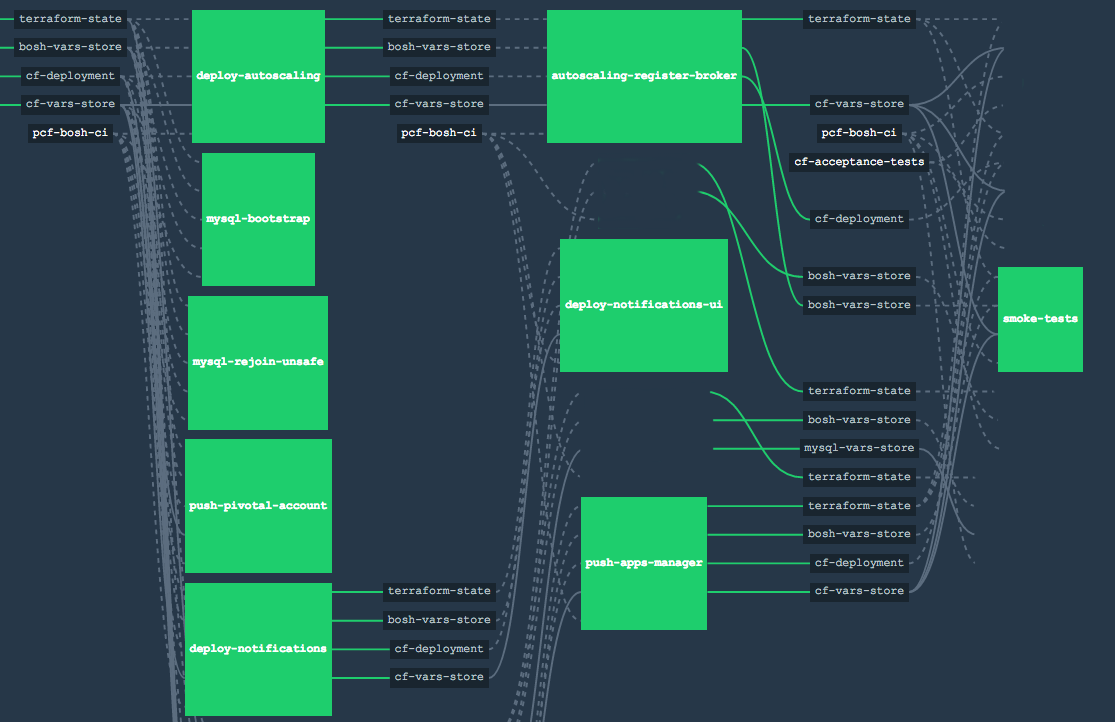 terraform-state
bosh-vars-store
cf-deployment
cf-vars-store
pcf-bosh-ci
deploy-autoscaling
mysql-bootstrap
mysql-rejoin-unsafe
push-pivotal-account
deploy-notifications
terraform-state
bosh-vars-store
cf-deployment
cf-vars-store
pcf-bosh-ci
terraform-state
bosh-vars-store
cf-deployment
cf-vars-store
autoscaling-register-broker
deploy-notifications-ui
push-apps-manager
terraform-state
cf-vars-store
pcf-bosh-ci
cf-acceptance-tests
cf-deployment
bosh-vars-store
bosh-vars-store
terraform-state
bosh-vars-store
mysql-vars-store
terraform-state
terraform-state
bosh-vars-store
cf-deployment
cf-vars-store
smoke-tests